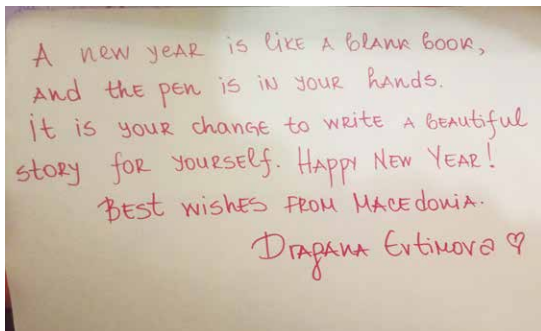 A new year is like a blank book,
and the pen is in your hands.
it is your change to write a beautiful
story for yourself. Happy New Year!
Best wishes from Macedonia.
Dragana Evtimova ♡